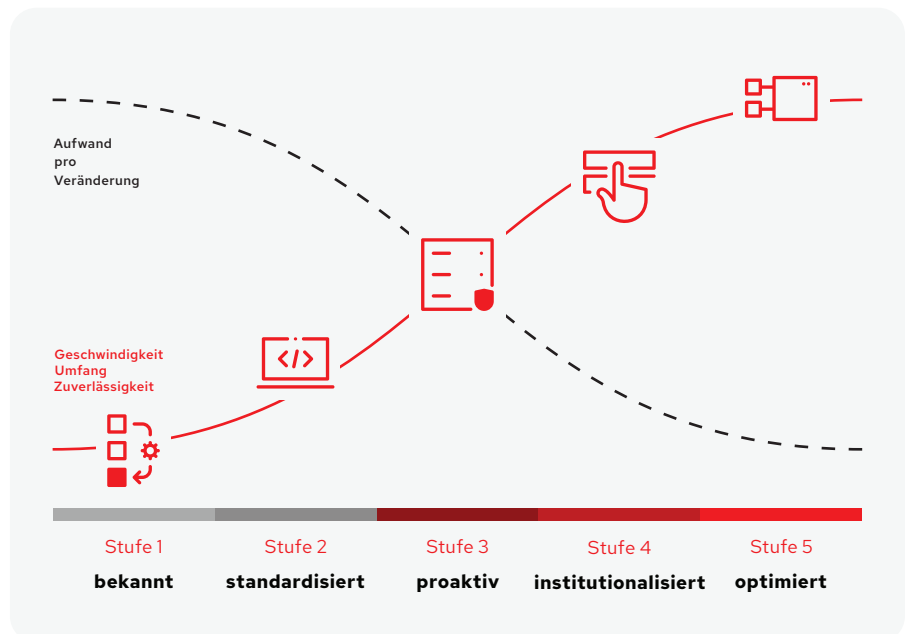 Aufwand
pro
Veränderung
Geschwindigkeit
Umfang
Zuverlässigkeit
</>
Stufe 1
Stufe 2
Stufe 3
Stufe 4
Stufe 5
bekannt
standardisiert
proaktiv
institutionalisiert
optimiert